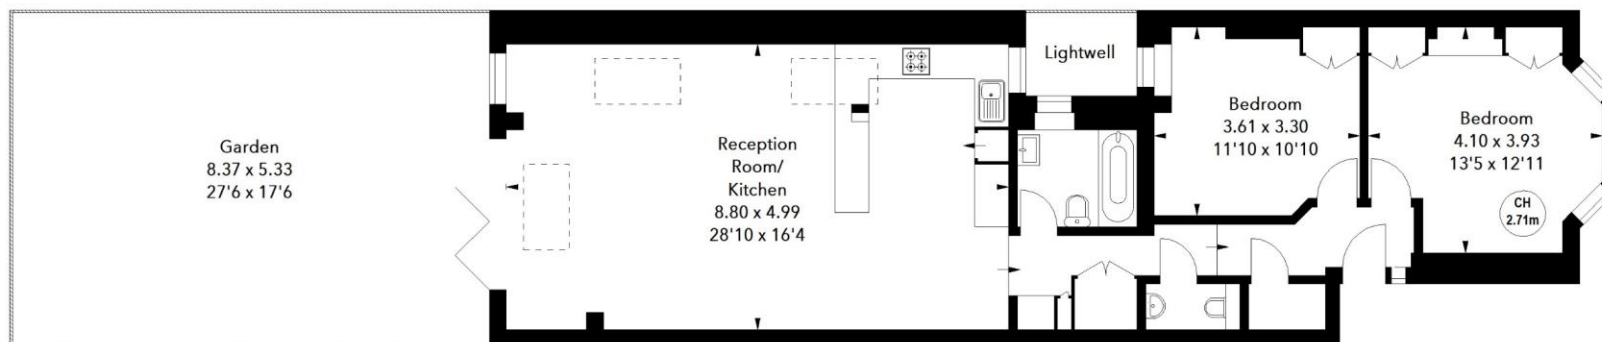 Garden
8.37 x 5.33
27'6 x 17'6
Reception
Room/
Kitchen
8.80 x 4.99
28'10 x 16'4
Lightwell
Bedroom
3.61 x 3.30
11'10 x 10'10
Bedroom
4.10 x 3.93
13'5 x 12'11
CH
2.71m